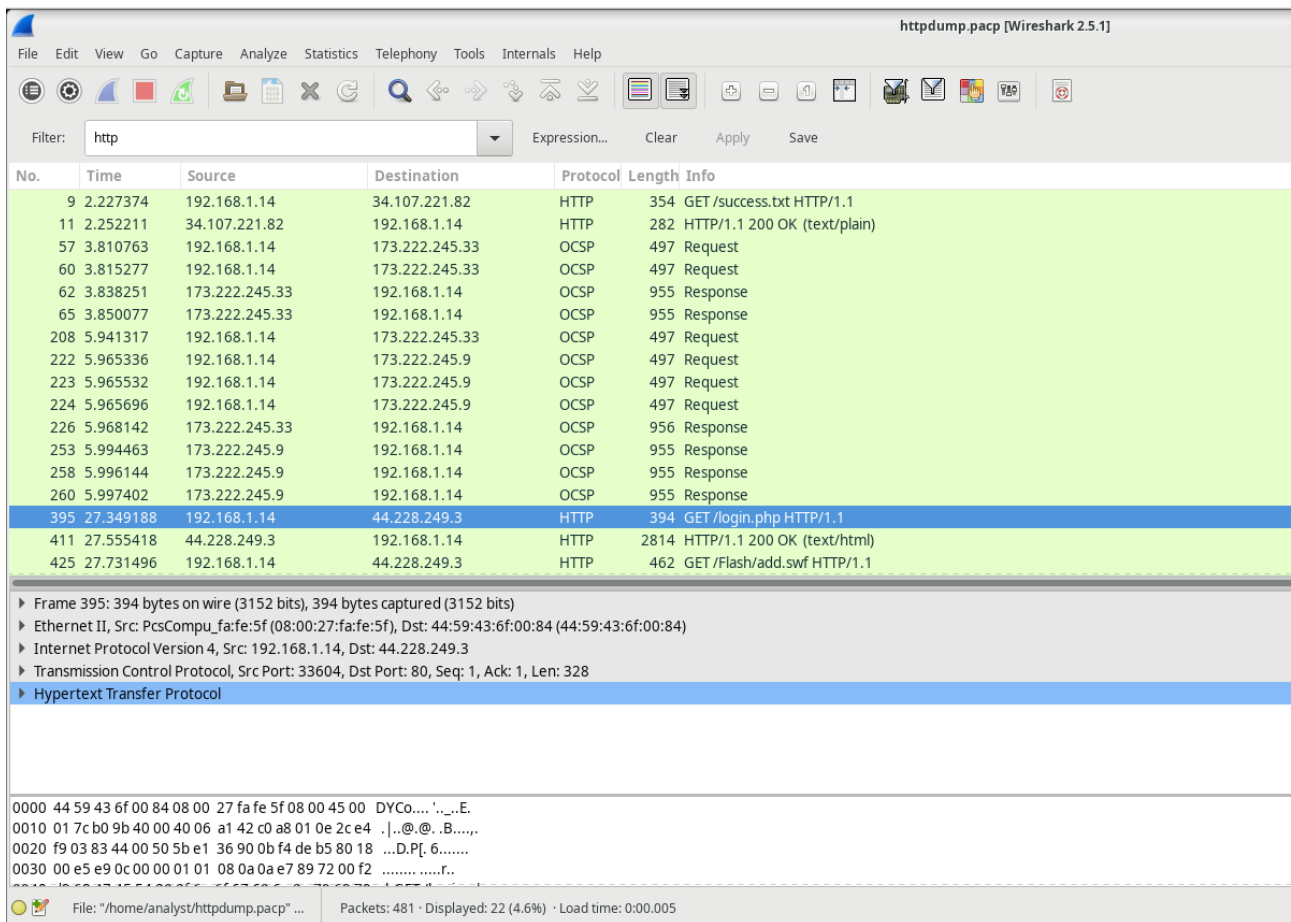 httpdump.pacp [Wireshark 2.5.1]
File Edit View Go Capture Analyze Statistics Telephony Tools Internals Help
Filter: http Expression... Clear Apply Save
No. Time Source Destination Protocol Length Info
9 2.227374 192.168.1.14 34.107.221.82 HTTP 354 GET /success.txt HTTP/1.1
11 2.252211 34.107.221.82 192.168.1.14 HTTP 282 HTTP/1.1 200 OK (text/plain)
57 3.810763 192.168.1.14 173.222.245.33 OCSP 497 Request
60 3.815277 192.168.1.14 173.222.245.33 OCSP 497 Request
62 3.838251 173.222.245.33 192.168.1.14 OCSP 955 Response
65 3.850077 173.222.245.33 192.168.1.14 OCSP 955 Response
208 5.941317 192.168.1.14 173.222.245.33 OCSP 497 Request
222 5.965336 192.168.1.14 173.222.245.9 OCSP 497 Request
223 5.965532 192.168.1.14 173.222.245.9 OCSP 497 Request
224 5.965696 192.168.1.14 173.222.245.9 OCSP 497 Request
226 5.968142 173.222.245.33 192.168.1.14 OCSP 956 Response
253 5.994463 173.222.245.9 192.168.1.14 OCSP 955 Response
258 5.996144 173.222.245.9 192.168.1.14 OCSP 955 Response
260 5.997402 173.222.245.9 192.168.1.14 OCSP 955 Response
395 27.349188 192.168.1.14 44.228.249.3 HTTP 394 GET /login.php HTTP/1.1
411 27.555418 44.228.249.3 192.168.1.14 HTTP 2814 HTTP/1.1 200 OK (text/html)
425 27.731496 192.168.1.14 44.228.249.3 HTTP 462 GET /Flash/add.swf HTTP/1.1
Frame 395: 394 bytes on wire (3152 bits), 394 bytes captured (3152 bits)
Ethernet II, Src: PcsCompu_fa:fe:5f (08:00:27:fa:fe:5f), Dst: 44:59:43:6f:00:84 (44:59:43:6f:00:84)
Internet Protocol Version 4, Src: 192.168.1.14, Dst: 44.228.249.3
Transmission Control Protocol, Src Port: 33604, Dst Port: 80, Seq: 1, Ack: 1, Len: 328
Hypertext Transfer Protocol
0000 44 59 43 6f 00 84 08 00 27 fa fe 5f 08 00 45 00 DYCo.... '.._..E.
0010 01 7c b0 9b 40 00 40 06 a1 42 c0 a8 01 0e 2c e4 .|..@.@. .B....,.
0020 f9 03 83 44 00 50 5b e1 36 90 0b f4 de b5 80 18 ...D.P[. 6.......
0030 00 e5 e9 0c 00 00 01 01 08 0a 0a e7 89 72 00 f2 ........ .....r..
File: "/home/analyst/httpdump.pacp" ... Packets: 481 · Displayed: 22 (4.6%) · Load time: 0:00.005